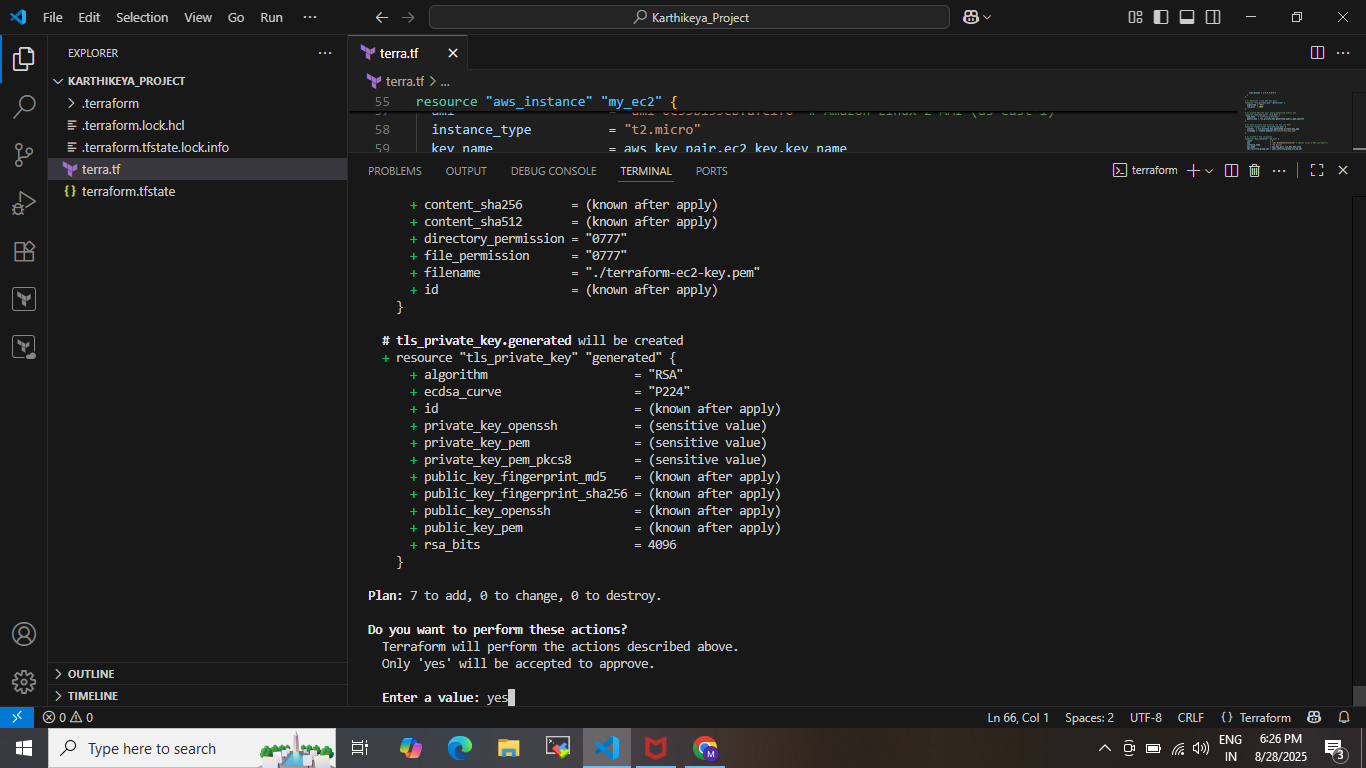 File Edit Selection View Go Run ...
Karthikeya_Project
EXPLORER
KARTHIKEYA_PROJECT
.terraform
.terraform.lock.hcl
.terraform.tfstate.lock.info
terra.tf
terraform.tfstate
OUTLINE
TIMELINE
terra.tf
terra.tf > ...
55 resource "aws_instance" "my_ec2" {
58 instance_type = "t2.micro"
59 key_name = aws_key_pair.ec2_key.key_name
PROBLEMS OUTPUT DEBUG CONSOLE TERMINAL PORTS
terraform
+ content_sha256 = (known after apply)
+ content_sha512 = (known after apply)
+ directory_permission = "0777"
+ file_permission = "0777"
+ filename = "./terraform-ec2-key.pem"
+ id = (known after apply)
}
# tls_private_key.generated will be created
+ resource "tls_private_key" "generated" {
+ algorithm = "RSA"
+ ecdsa_curve = "P224"
+ id = (known after apply)
+ private_key_openssh = (sensitive value)
+ private_key_pem = (sensitive value)
+ private_key_pem_pkcs8 = (sensitive value)
+ public_key_fingerprint_md5 = (known after apply)
+ public_key_fingerprint_sha256 = (known after apply)
+ public_key_openssh = (known after apply)
+ public_key_pem = (known after apply)
+ rsa_bits = 4096
}
Plan: 7 to add, 0 to change, 0 to destroy.
Do you want to perform these actions?
Terraform will perform the actions described above.
Only 'yes' will be accepted to approve.
Enter a value: yes
0 0
Ln 66, Col 1 Spaces: 2 UTF-8 CRLF {} Terraform
Type here to search
ENG
IN
6:26 PM
8/28/2025
3